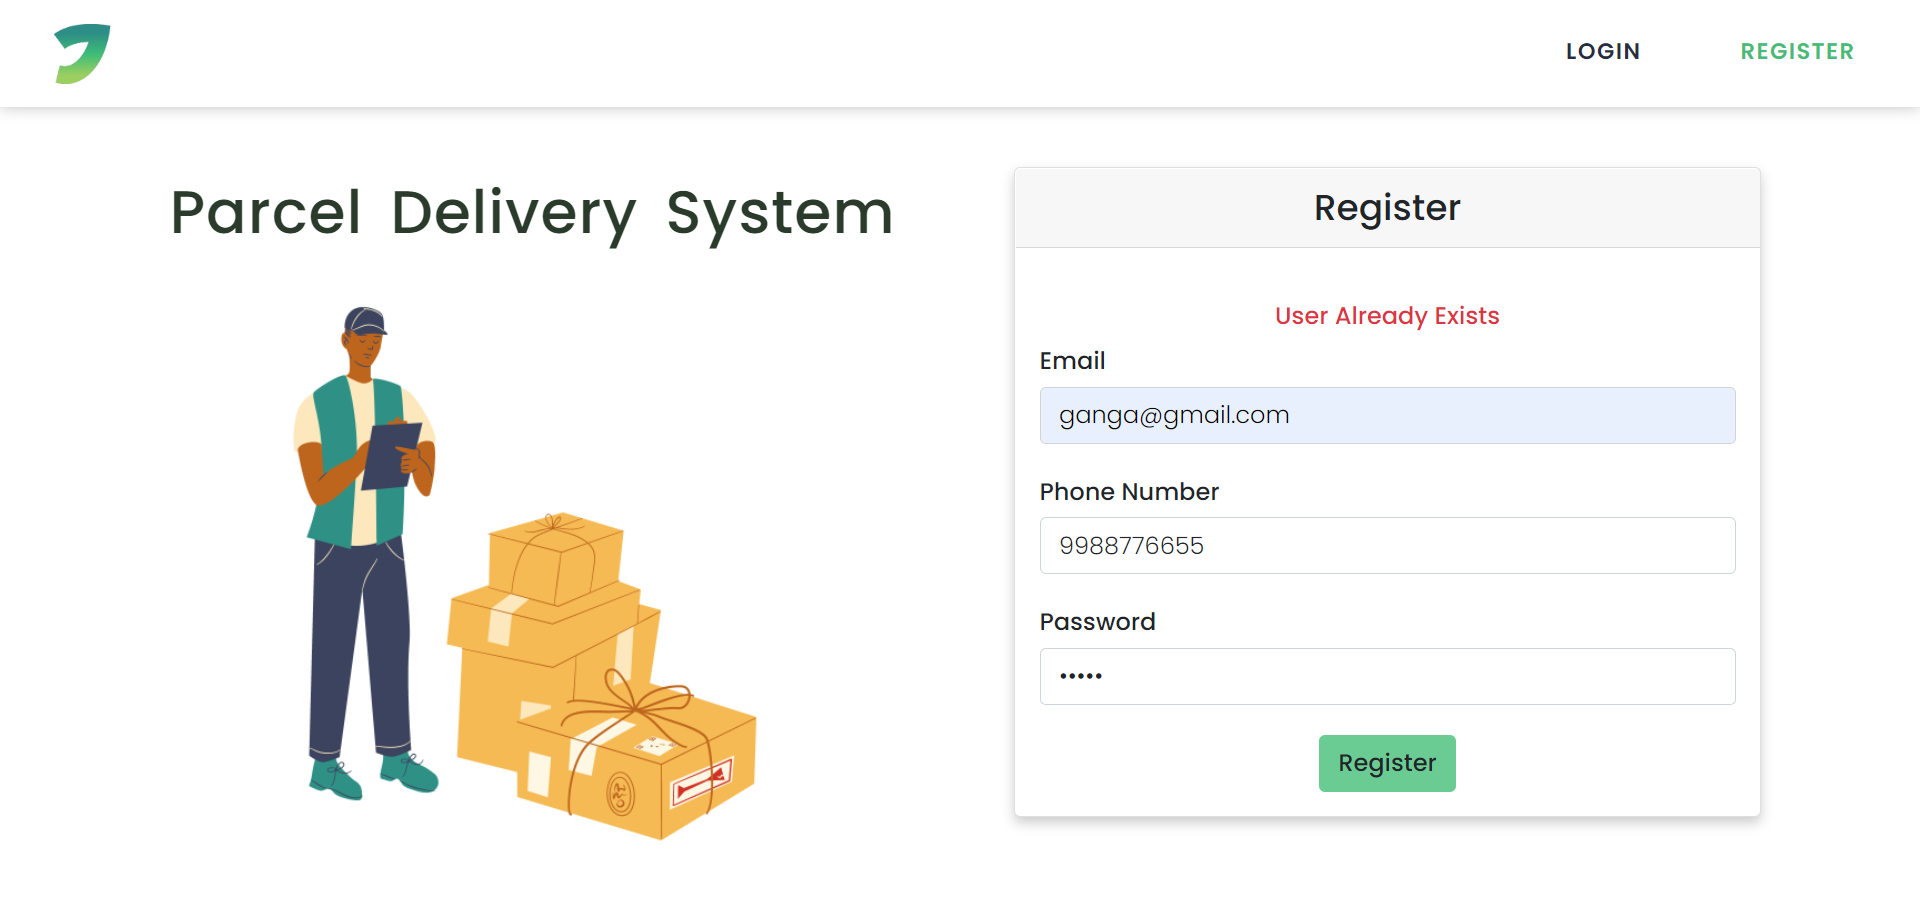 LOGIN
REGISTER
Parcel Delivery System
Register
User Already Exists
Email
ganga@gmail.com
Phone Number
9988776655
Password
•••••
Register